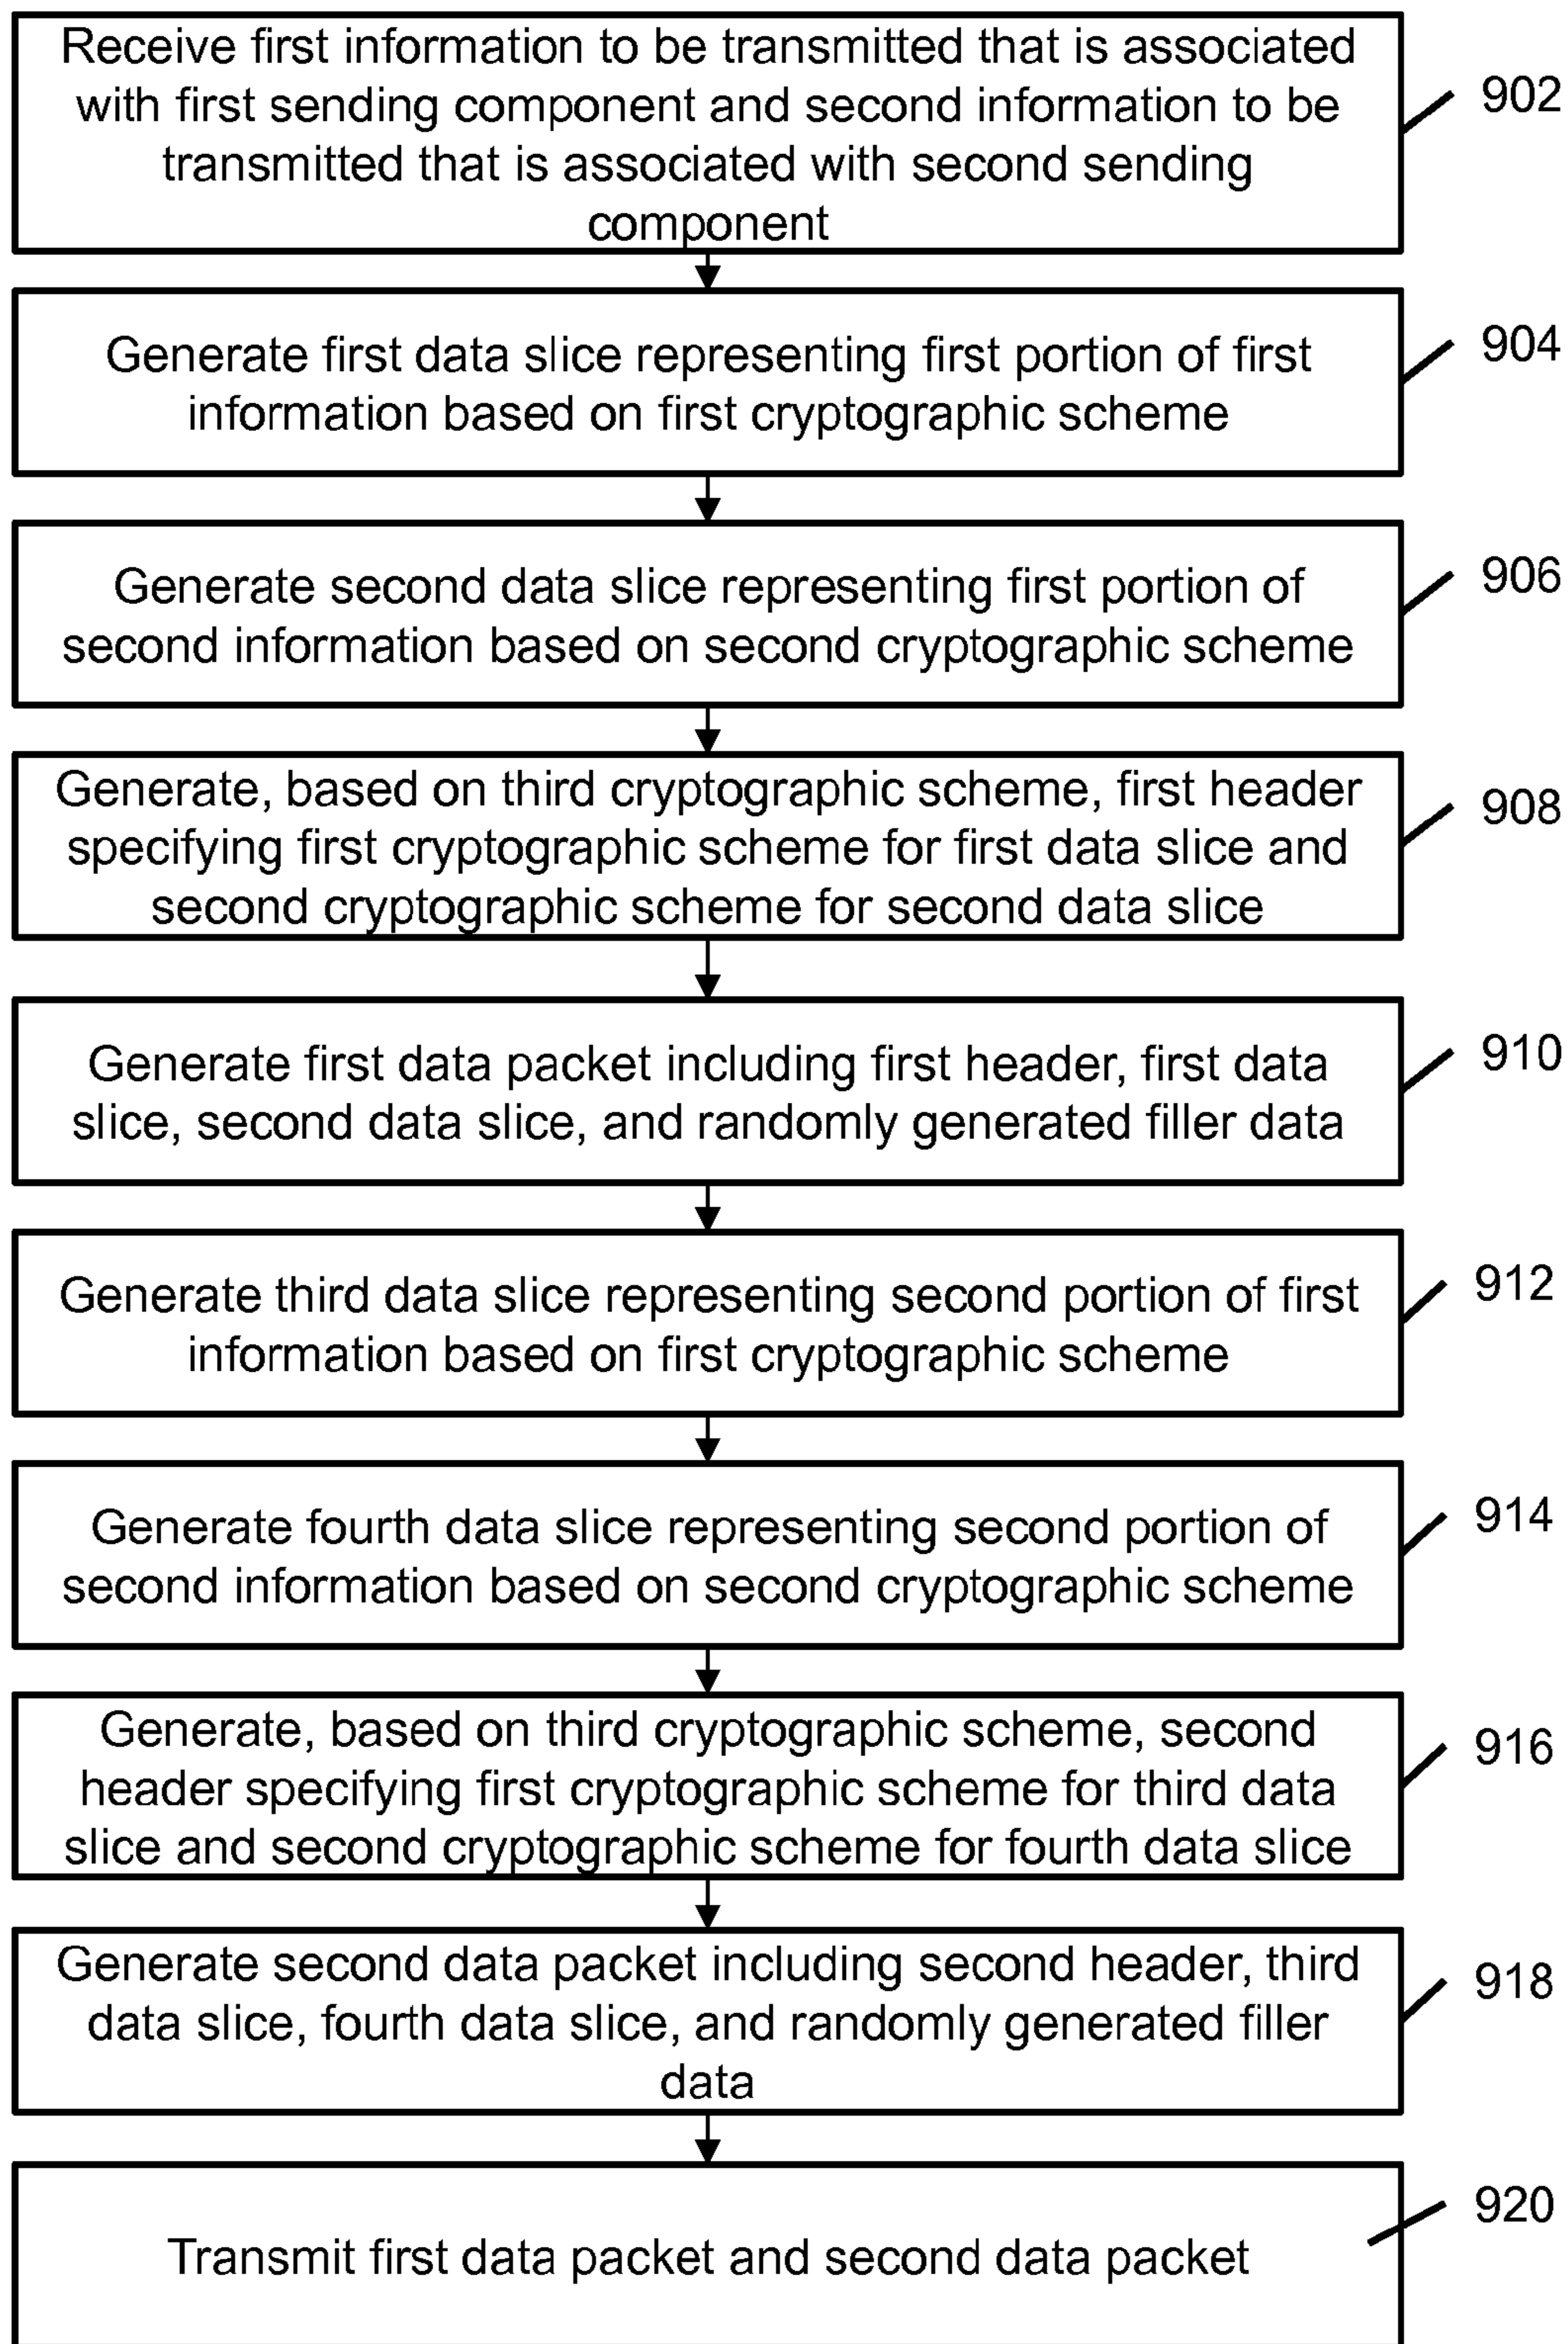 Receive first information to be transmitted that is associated
with first sending component and second information to be
transmitted that is associated with second sending
component
902
Generate first data slice representing first portion of first
information based on first cryptographic scheme
904
Generate second data slice representing first portion of
second information based on second cryptographic scheme
906
Generate, based on third cryptographic scheme, first header
specifying first cryptographic scheme for first data slice and
second cryptographic scheme for second data slice
908
Generate first data packet including first header, first data
slice, second data slice, and randomly generated filler data
910
Generate third data slice representing second portion of first
information based on first cryptographic scheme
912
Generate fourth data slice representing second portion of
second information based on second cryptographic scheme
914
Generate, based on third cryptographic scheme, second
header specifying first cryptographic scheme for third data
slice and second cryptographic scheme for fourth data slice
916
Generate second data packet including second header, third
data slice, fourth data slice, and randomly generated filler
data
918
Transmit first data packet and second data packet
920